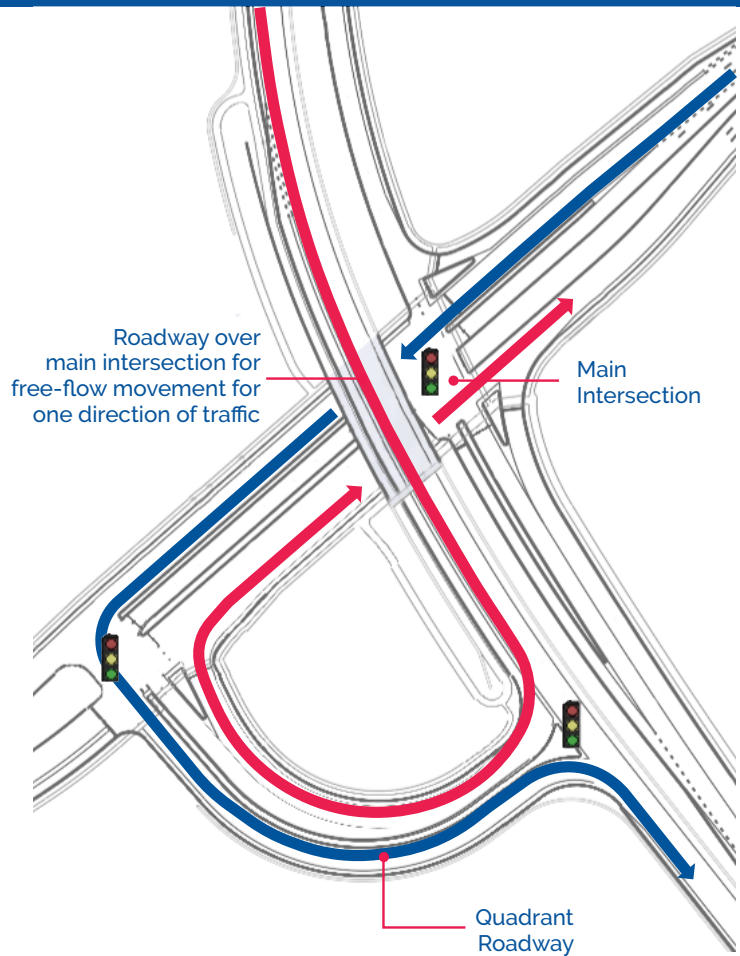 Roadway over
main intersection for
free-flow movement for
one direction of traffic
Main
Intersection
Quadrant
Roadway